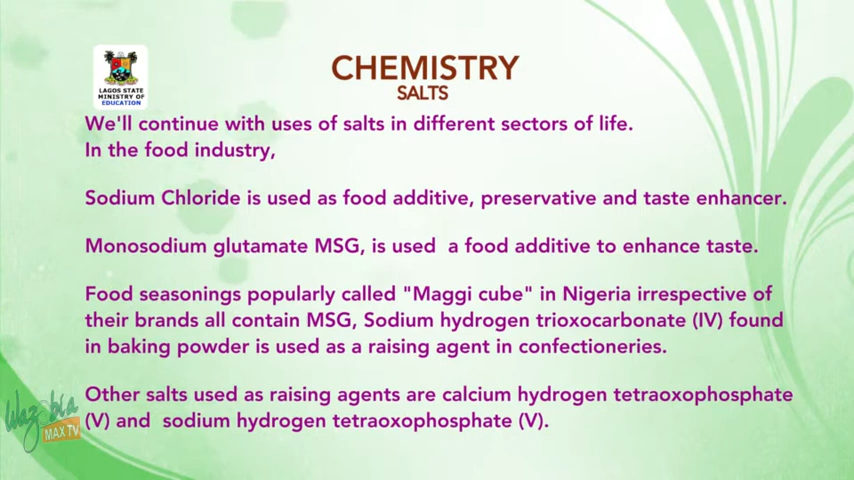 LAGOS STATE
MINISTRY OF
EDUCATION
CHEMISTRY
SALTS
We'll continue with uses of salts in different sectors of life.
In the food industry,
Sodium Chloride is used as food additive, preservative and taste enhancer.
Monosodium glutamate MSG, is used a food additive to enhance taste.
Food seasonings popularly called "Maggi cube" in Nigeria irrespective of
their brands all contain MSG, Sodium hydrogen trioxocarbonate (IV) found
in baking powder is used as a raising agent in confectioneries.
Other salts used as raising agents are calcium hydrogen tetraoxophosphate
(V) and sodium hydrogen tetraoxophosphate (V).
Wazobia
MAX TV